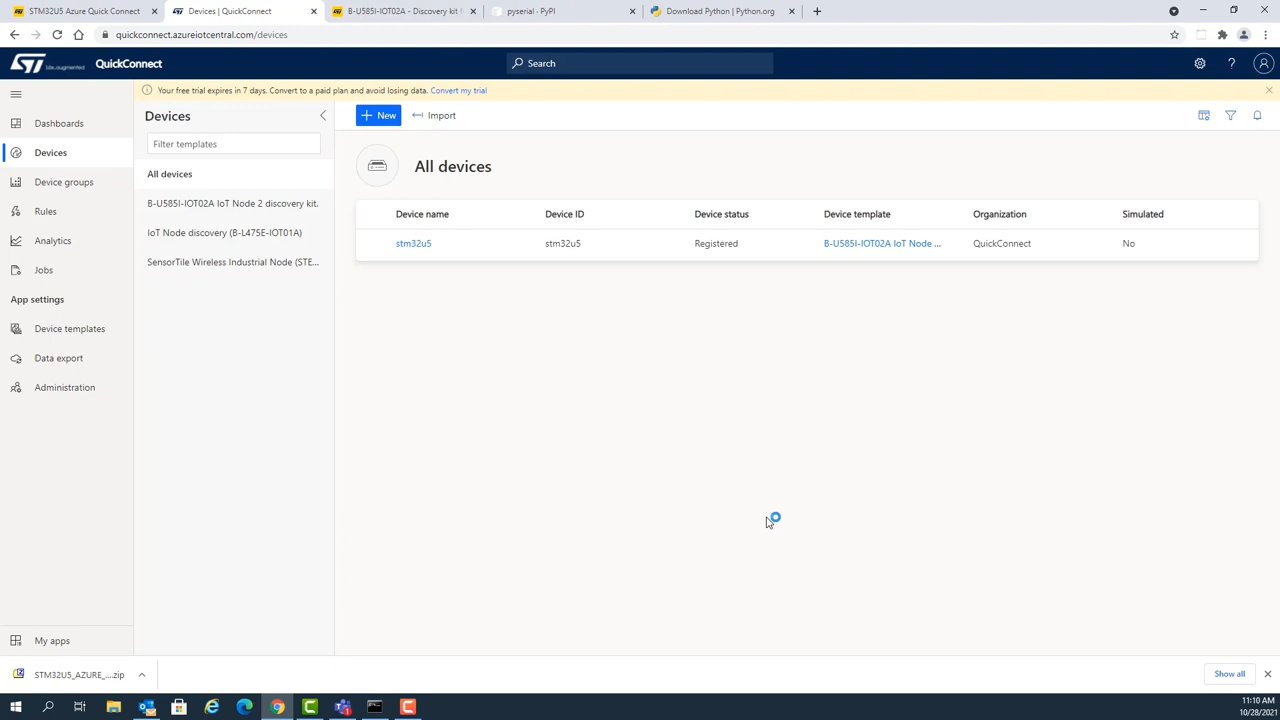 STM32U5 Azure Quick Connect
Devices | QuickConnect
B-U585I-IOT02A - Discovery kit
pyserial · PyPI
Download Python | Python.org
quickconnect.azureiotcentral.com/devices
QuickConnect
Search
Your free trial expires in 7 days. Convert to a paid plan and avoid losing data. Convert my trial
Dashboards
Devices
Device groups
Rules
Analytics
Jobs
App settings
Device templates
Data export
Administration
My apps
Devices
Filter templates
All devices
B-U585I-IOT02A IoT Node 2 discovery kit.
IoT Node discovery (B-L475E-IOT01A)
SensorTile Wireless Industrial Node (STE...
New
Import
All devices
Device name Device ID Device status Device template Organization Simulated
stm32u5 stm32u5 Registered B-U585I-IOT02A IoT Node ... QuickConnect No
STM32U5_AZURE_....zip
Show all
11:10 AM
10/28/2021